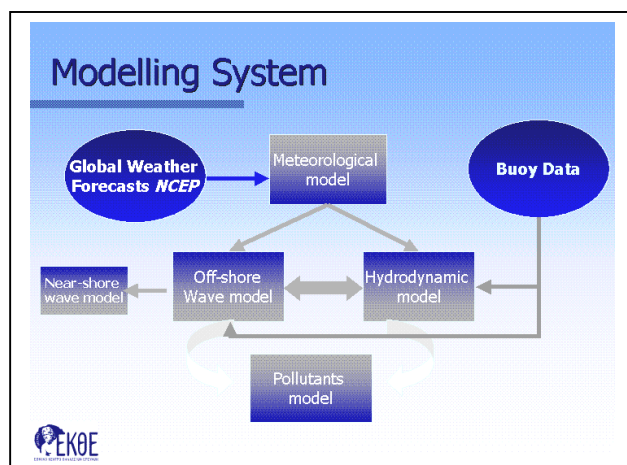 Modelling System
Global Weather
Forecasts NCEP
Meteorological
model
Buoy Data
Near-shore
wave model
Off-shore
Wave model
Hydrodynamic
model
Pollutants
model
ΕΚΘΕ